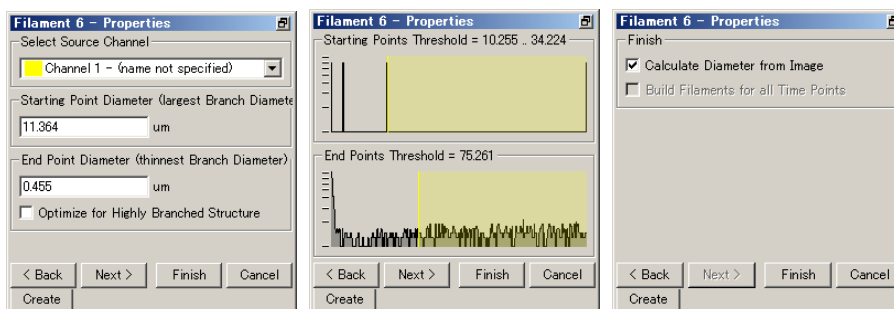 Filament 6 - Properties
Select Source Channel
Channel 1 - (name not specified)
Starting Point Diameter (largest Branch Diamete
11.364 um
End Point Diameter (thinnest Branch Diameter)
0.455 um
Optimize for Highly Branched Structure
< Back Next > Finish Cancel
Create
Filament 6 - Properties
Starting Points Threshold = 10.255 .. 34.224
End Points Threshold = 75.261
< Back Next > Finish Cancel
Create
Filament 6 - Properties
Finish
Calculate Diameter from Image
Build Filaments for all Time Points
< Back Next > Finish Cancel
Create